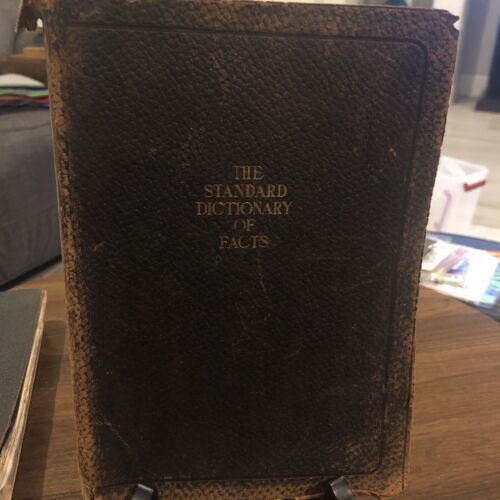 THE
STANDARD
DICTIONARY
OF
FACTS